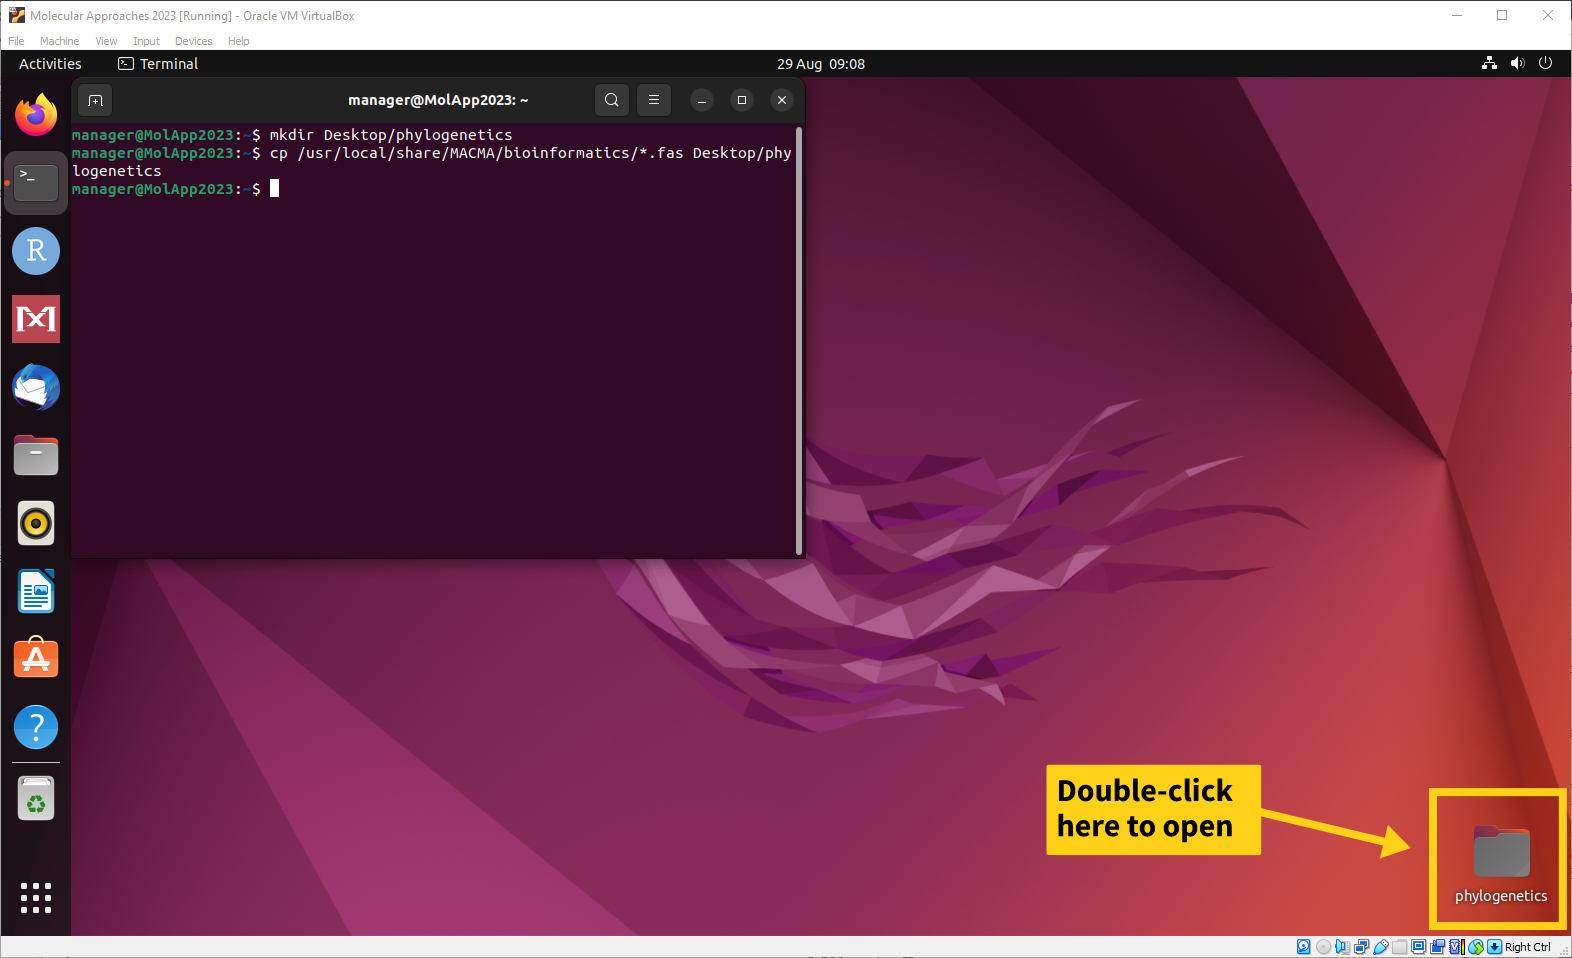 Molecular Approaches 2023 [Running] - Oracle VM VirtualBox
File Machine View Input Devices Help
Activities Terminal 29 Aug 09:08
manager@MolApp2023: ~
manager@MolApp2023:~$ mkdir Desktop/phylogenetics
manager@MolApp2023:~$ cp /usr/local/share/MACMA/bioinformatics/*.fas Desktop/phy
logenetics
manager@MolApp2023:~$
R
M
?
Double-click
here to open
phylogenetics
Right Ctrl